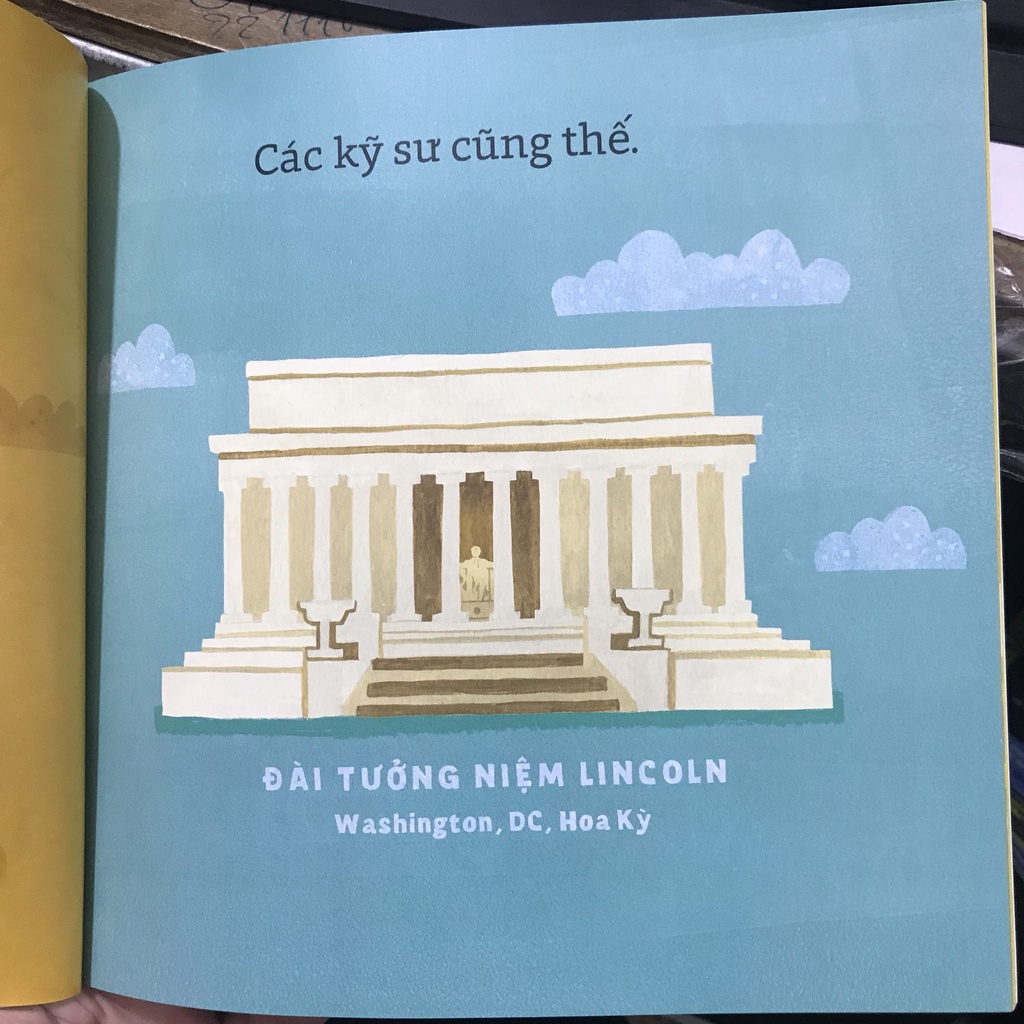 Các kỹ sư cũng thế.
ĐÀI TƯỞNG NIỆM LINCOLN
Washington, DC, Hoa Kỳ